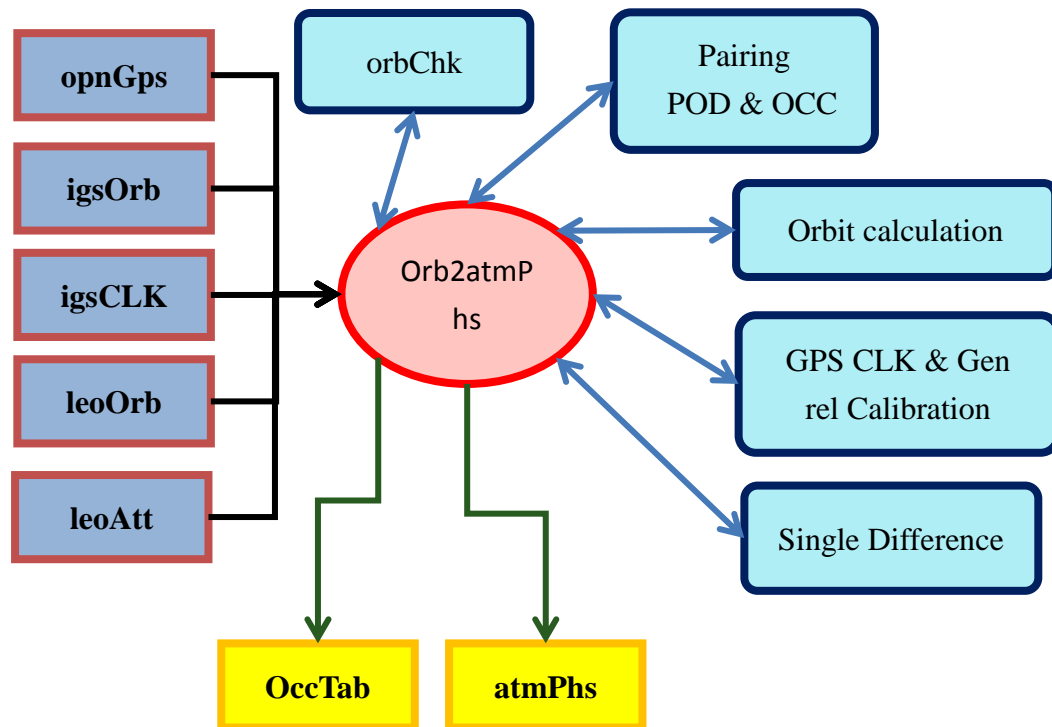 opnGps
igsOrb
igsCLK
leoOrb
leoAtt
orbChk
Pairing
POD & OCC
Orbit calculation
GPS CLK & Gen
rel Calibration
Single Difference
Orb2atmP
hs
OccTab
atmPhs